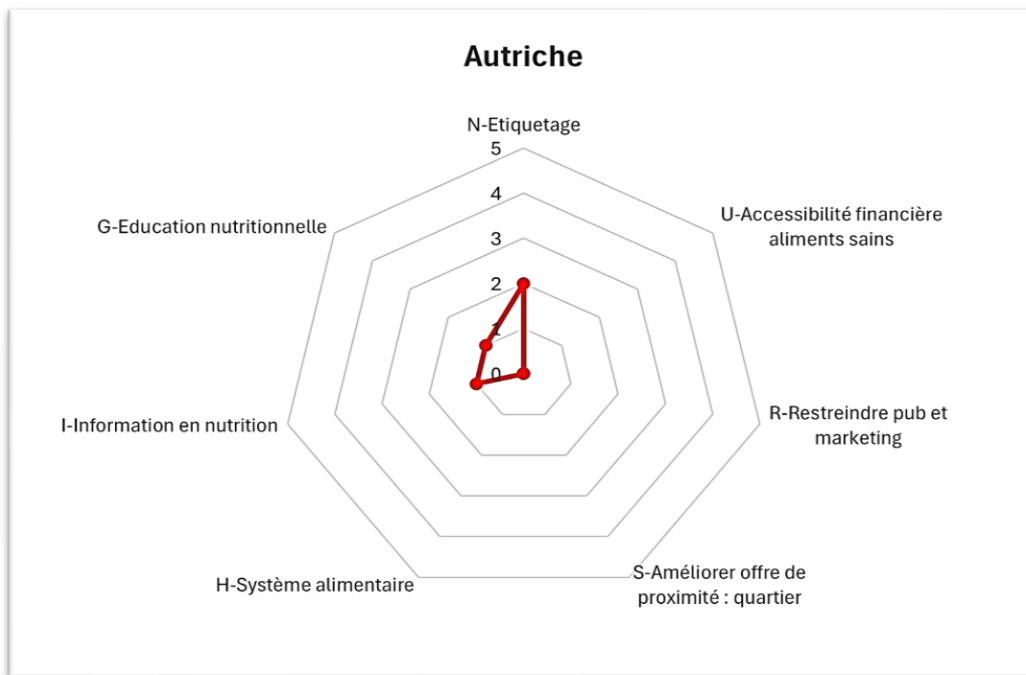 Autriche
N-Etiquetage
5
4
3
2
1
0
U-Accessibilité financière
aliments sains
R-Restreindre pub et
marketing
S-Améliorer offre de
proximité : quartier
H-Système alimentaire
I-Information en nutrition
G-Education nutritionnelle